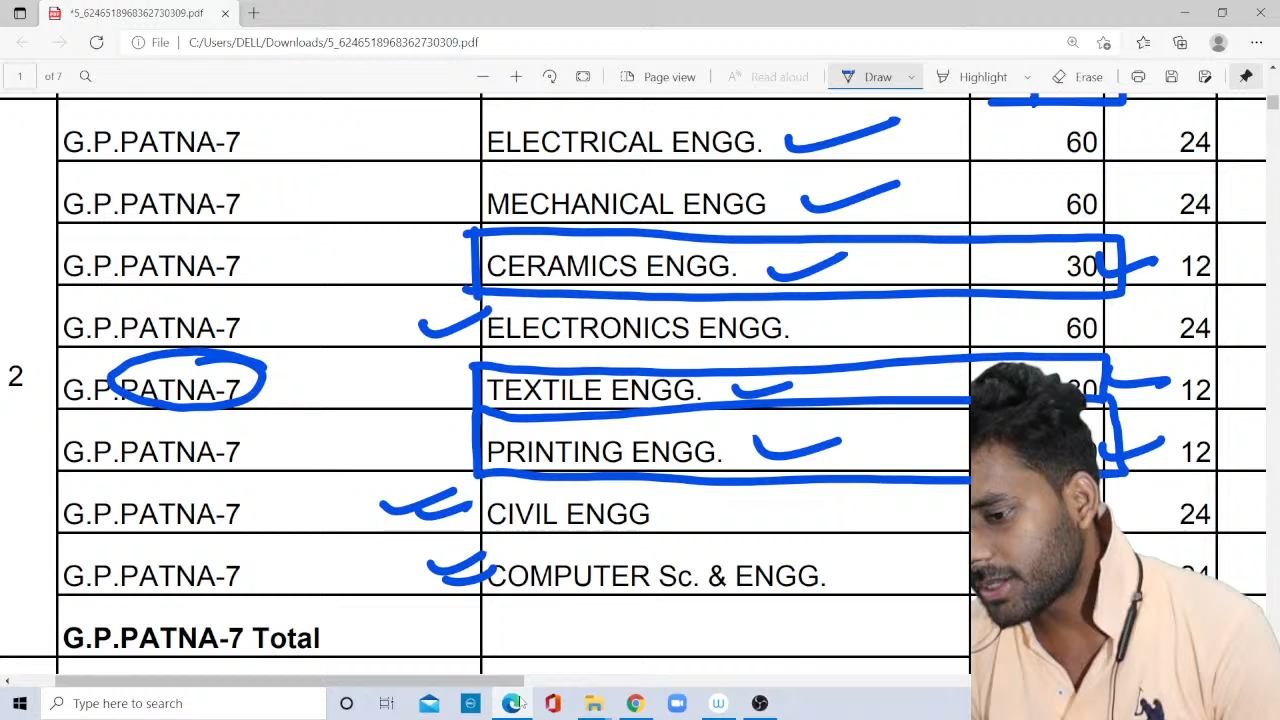 *5_6246518968362730309.pdf
File C:/Users/DELL/Downloads/5_6246518968362730309.pdf
1 of 7 Page view Read aloud Draw Highlight Erase
G.P.PATNA-7 ELECTRICAL ENGG. 60 24
G.P.PATNA-7 MECHANICAL ENGG 60 24
G.P.PATNA-7 CERAMICS ENGG. 30 12
G.P.PATNA-7 ELECTRONICS ENGG. 60 24
2
G.P.PATNA-7 TEXTILE ENGG. 12
G.P.PATNA-7 PRINTING ENGG. 12
G.P.PATNA-7 CIVIL ENGG 24
G.P.PATNA-7 COMPUTER Sc. & ENGG.
G.P.PATNA-7 Total
Type here to search